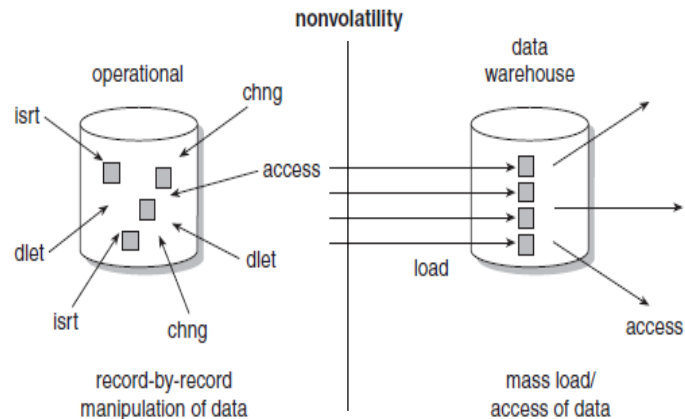 nonvolatility
operational
data
warehouse
isrt
chng
access
dlet
isrt
chng
dlet
load
access
record-by-record
manipulation of data
mass load/
access of data